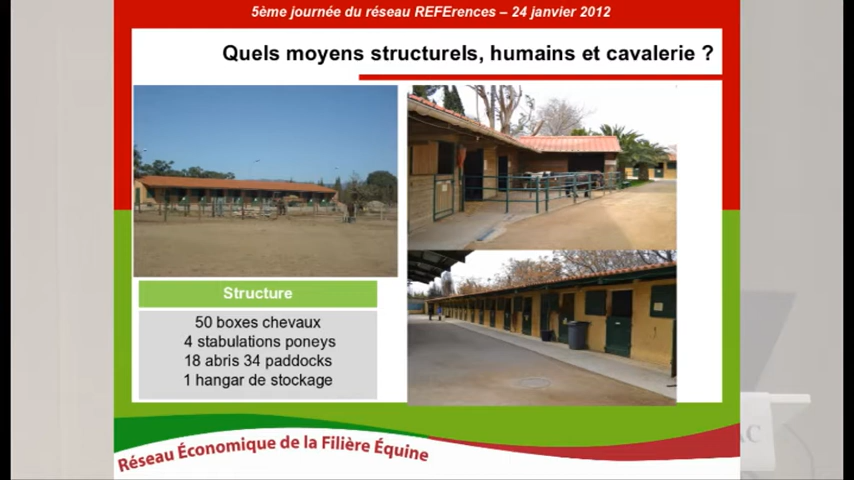 5ème journée du réseau REFErences – 24 janvier 2012
Quels moyens structurels, humains et cavalerie ?
Structure
50 boxes chevaux
4 stabulations poneys
18 abris 34 paddocks
1 hangar de stockage
Réseau Économique de la Filière Équine
AC